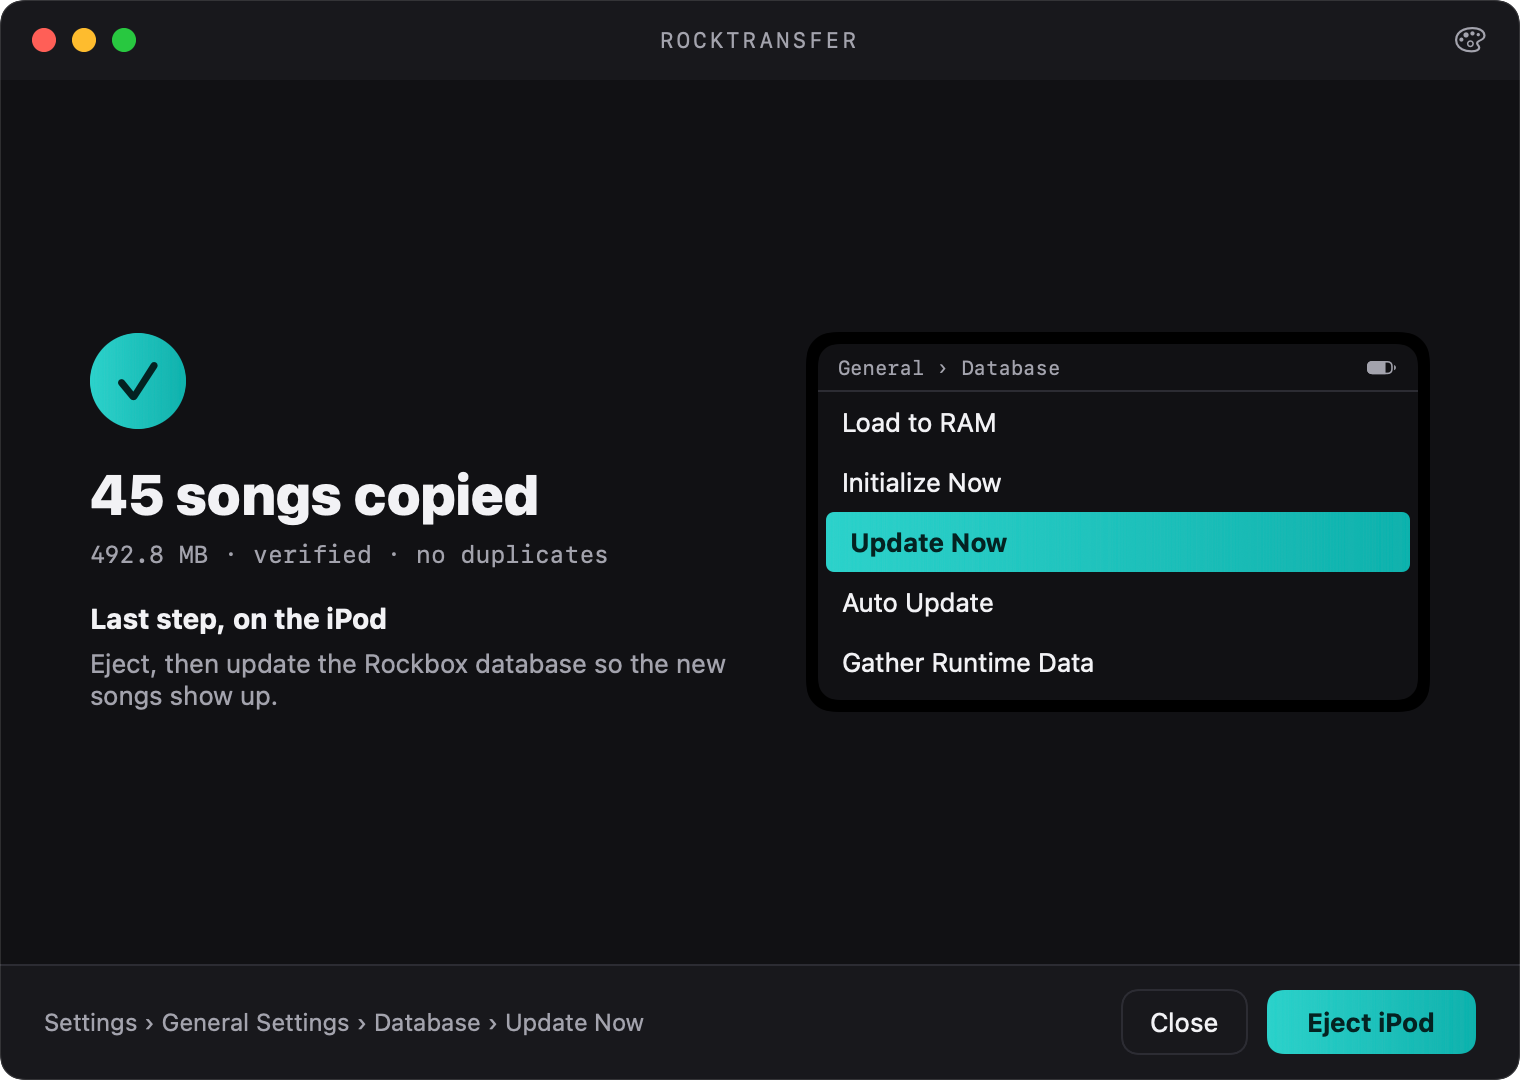 ROCKTRANSFER
45 songs copied
492.8 MB · verified · no duplicates
Last step, on the iPod
Eject, then update the Rockbox database so the new
songs show up.
General › Database
Load to RAM
Initialize Now
Update Now
Auto Update
Gather Runtime Data
Settings › General Settings › Database › Update Now
Close
Eject iPod